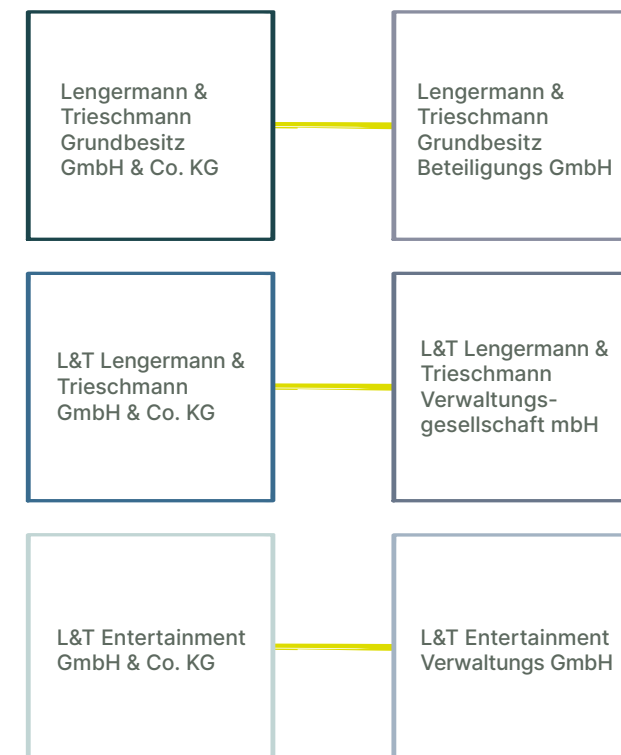 Lengermann &
Trieschmann
Grundbesitz
GmbH & Co. KG
Lengermann &
Trieschmann
Grundbesitz
Beteiligungs GmbH
L&T Lengermann &
Trieschmann
GmbH & Co. KG
L&T Lengermann &
Trieschmann
Verwaltungs-
gesellschaft mbH
L&T Entertainment
GmbH & Co. KG
L&T Entertainment
Verwaltungs GmbH